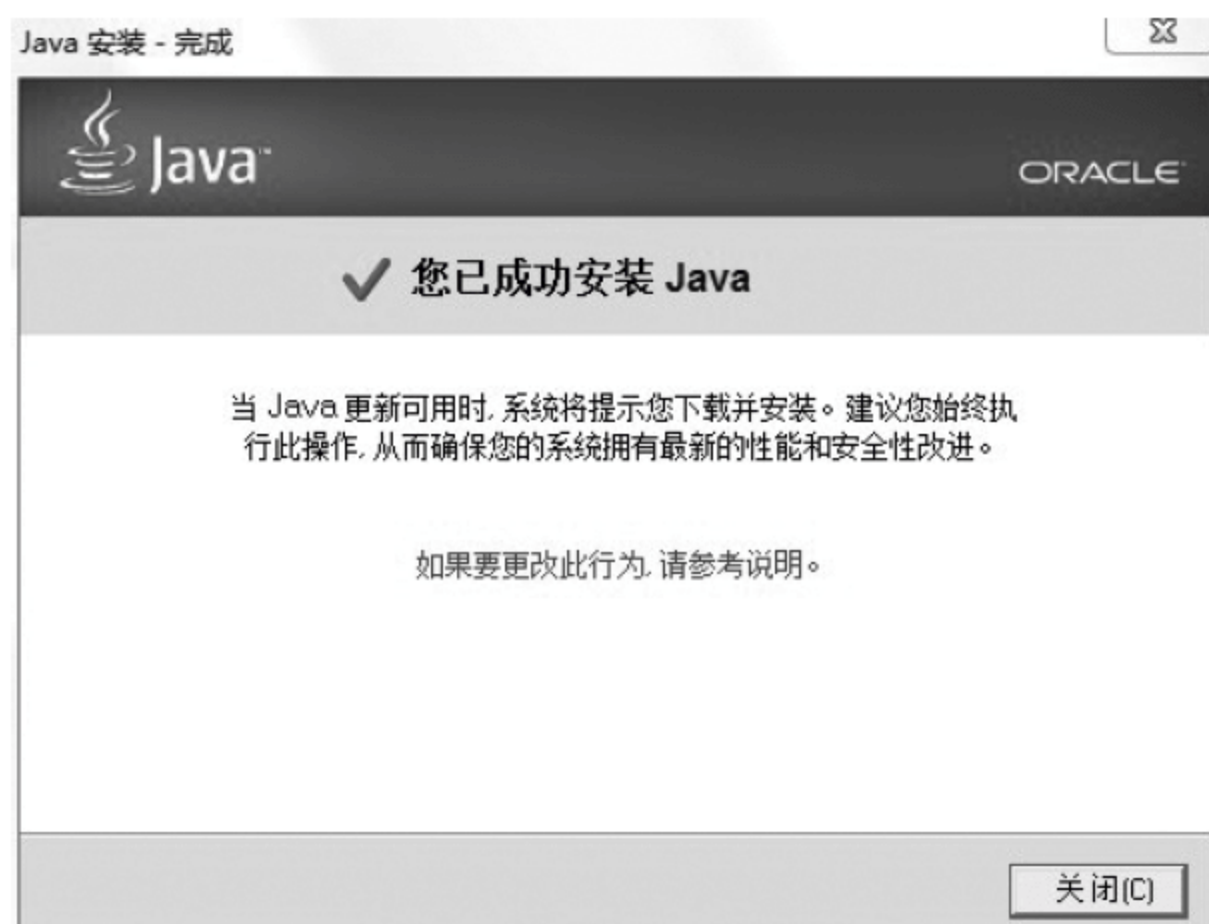 Java 安装 - 完成
Java™
ORACLE
您已成功安装 Java
当 Java 更新可用时, 系统将提示您下载并安装。建议您始终执
行此操作, 从而确保您的系统拥有最新的性能和安全性改进。
如果要更改此行为, 请参考说明。
关闭(C)